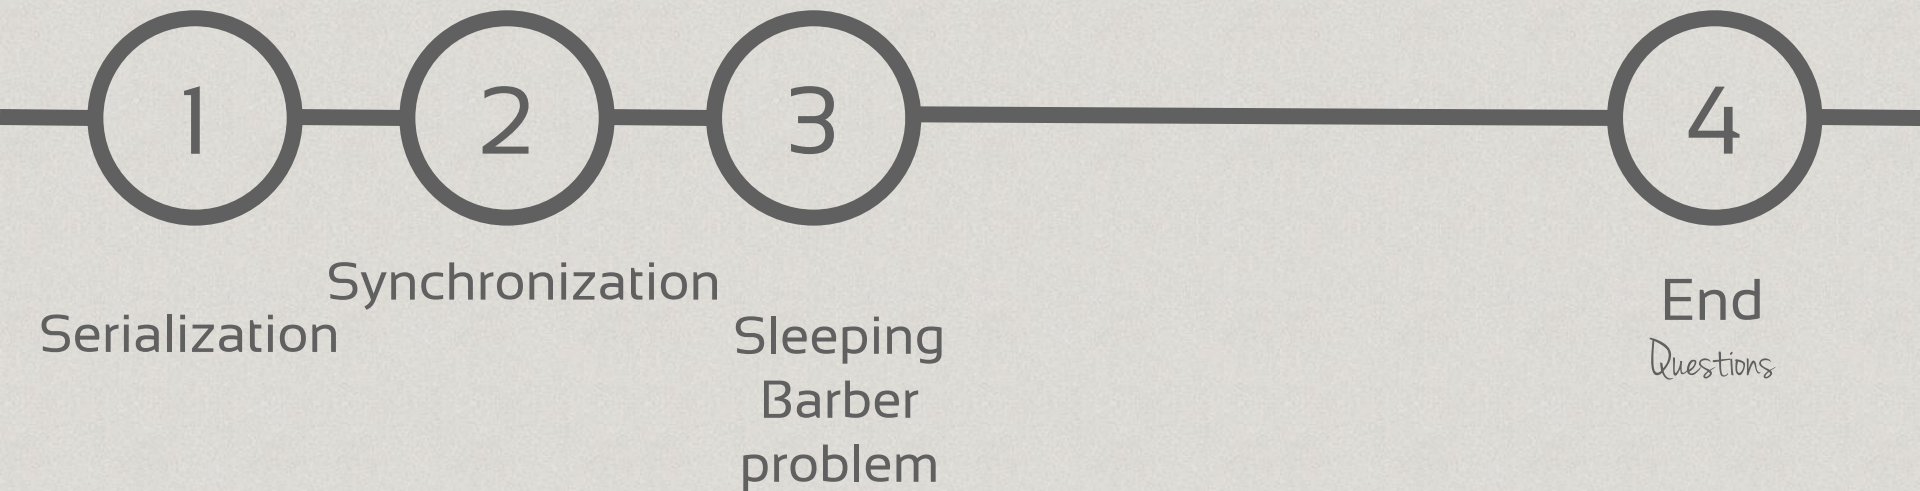 1
2
3
4
Serialization
Synchronization
Sleeping
Barber
problem
End
Questions